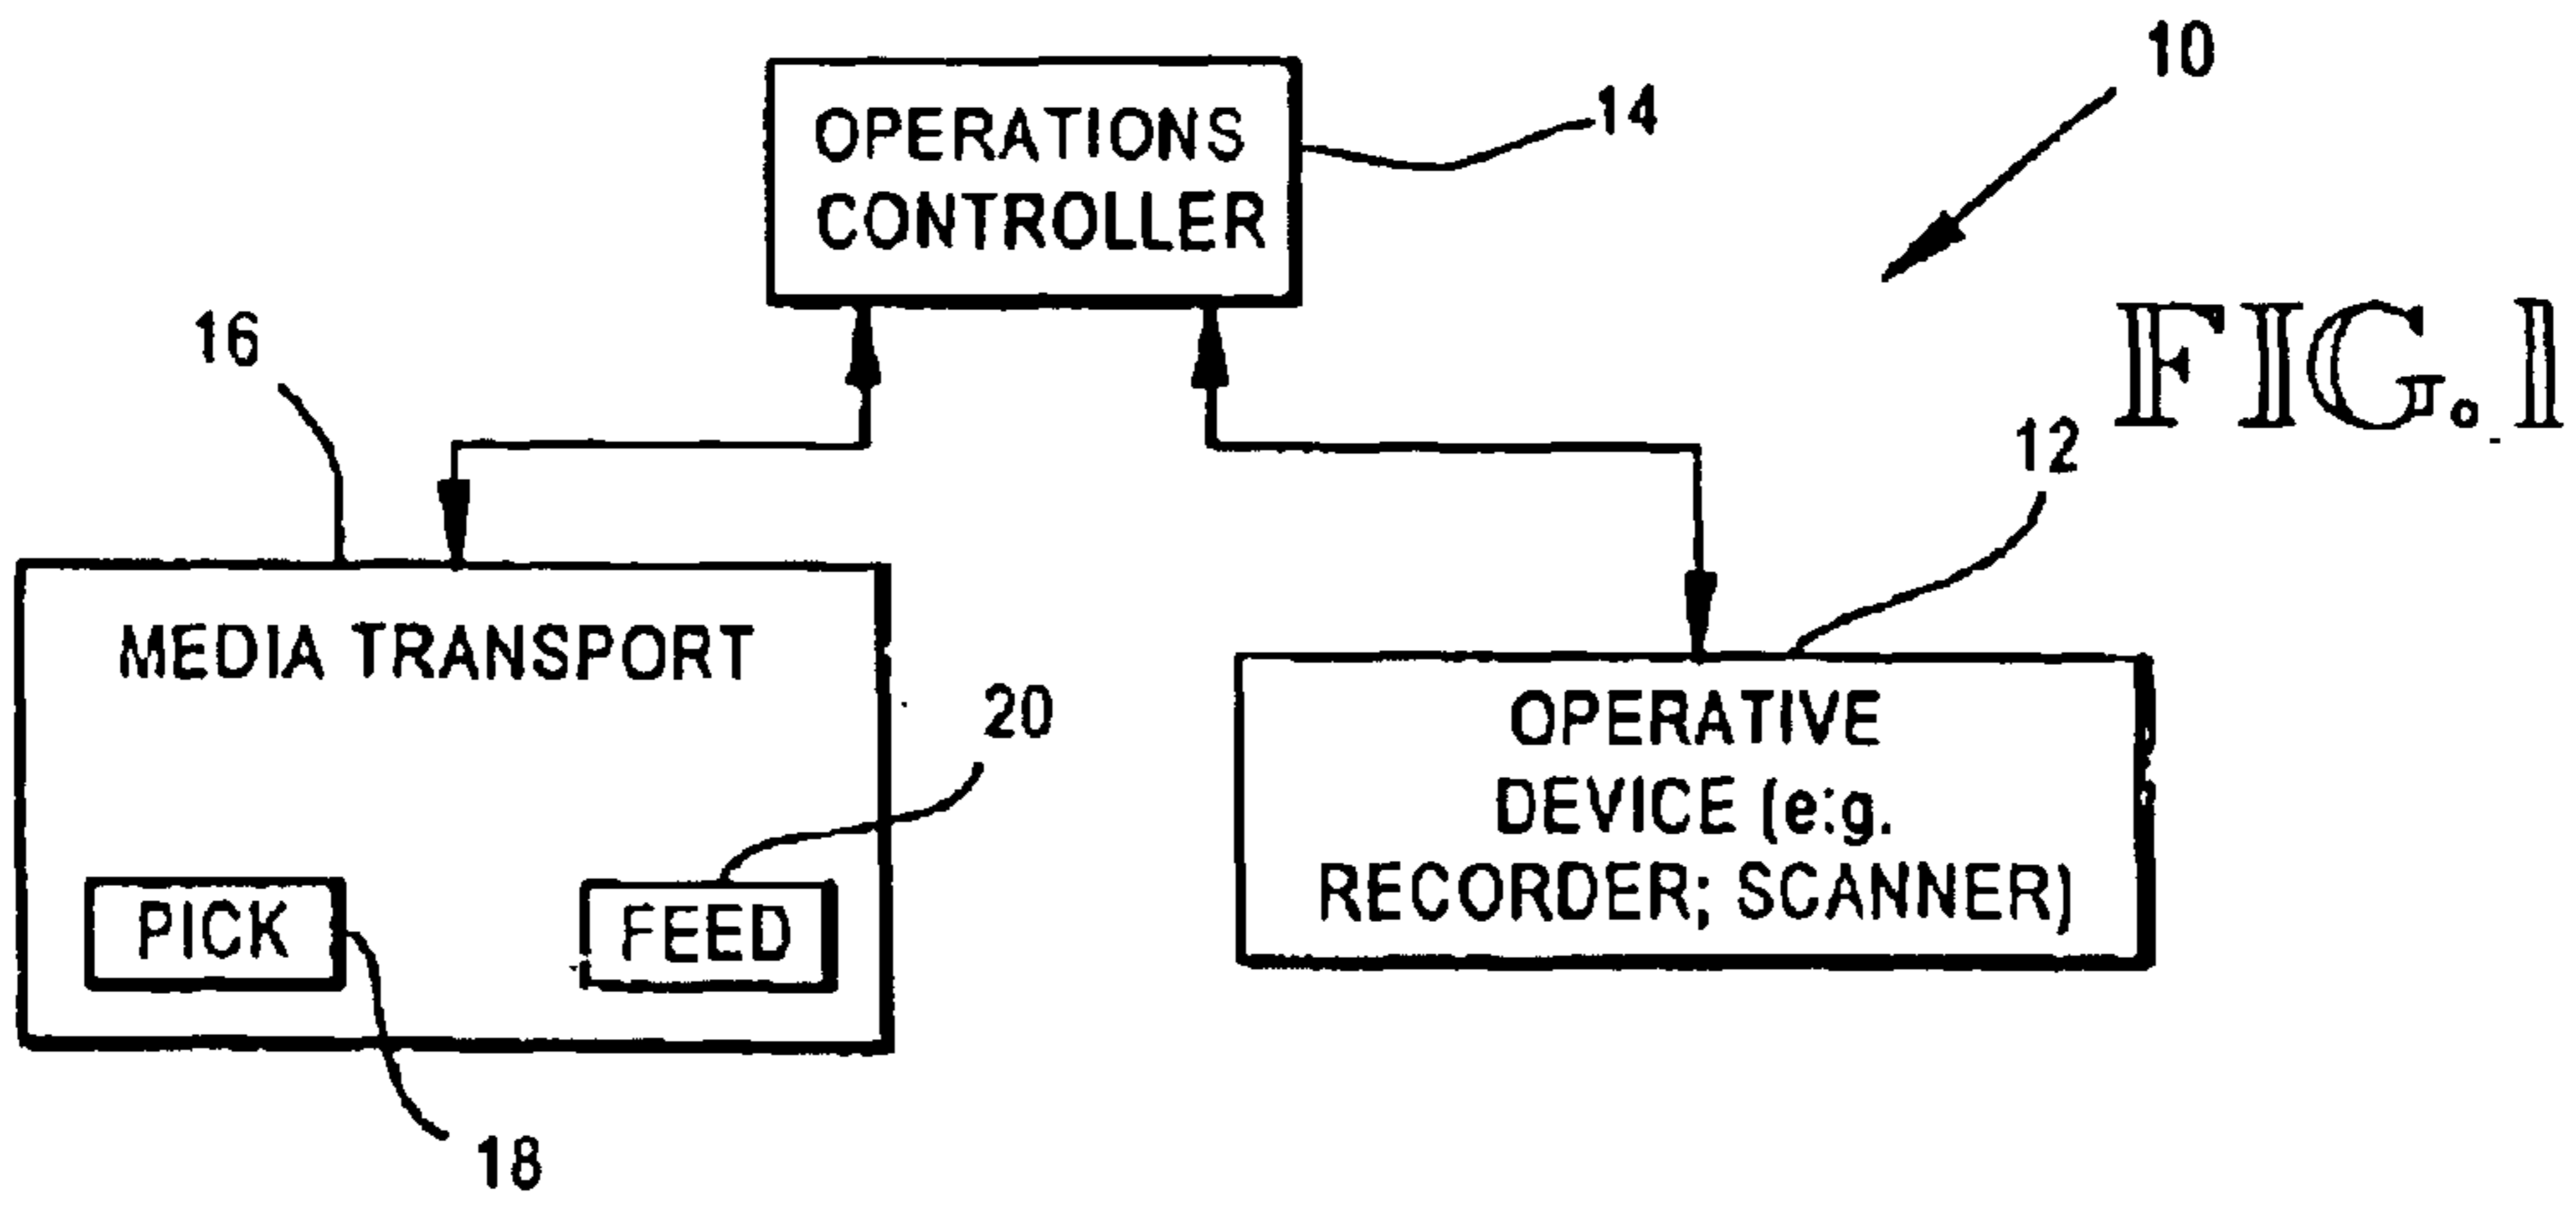 10
OPERATIONS
CONTROLLER
14
FIG. 1
16
12
MEDIA TRANSPORT
20
OPERATIVE
DEVICE (e.g.
RECORDER; SCANNER)
PICK
FEED
18